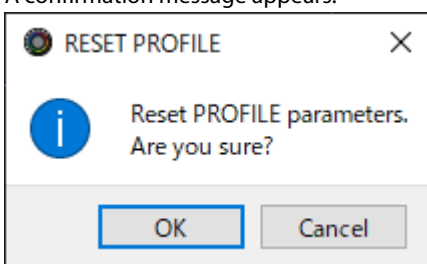 A confirmation message appears.
RESET PROFILE
Reset PROFILE parameters.
Are you sure?
OK Cancel